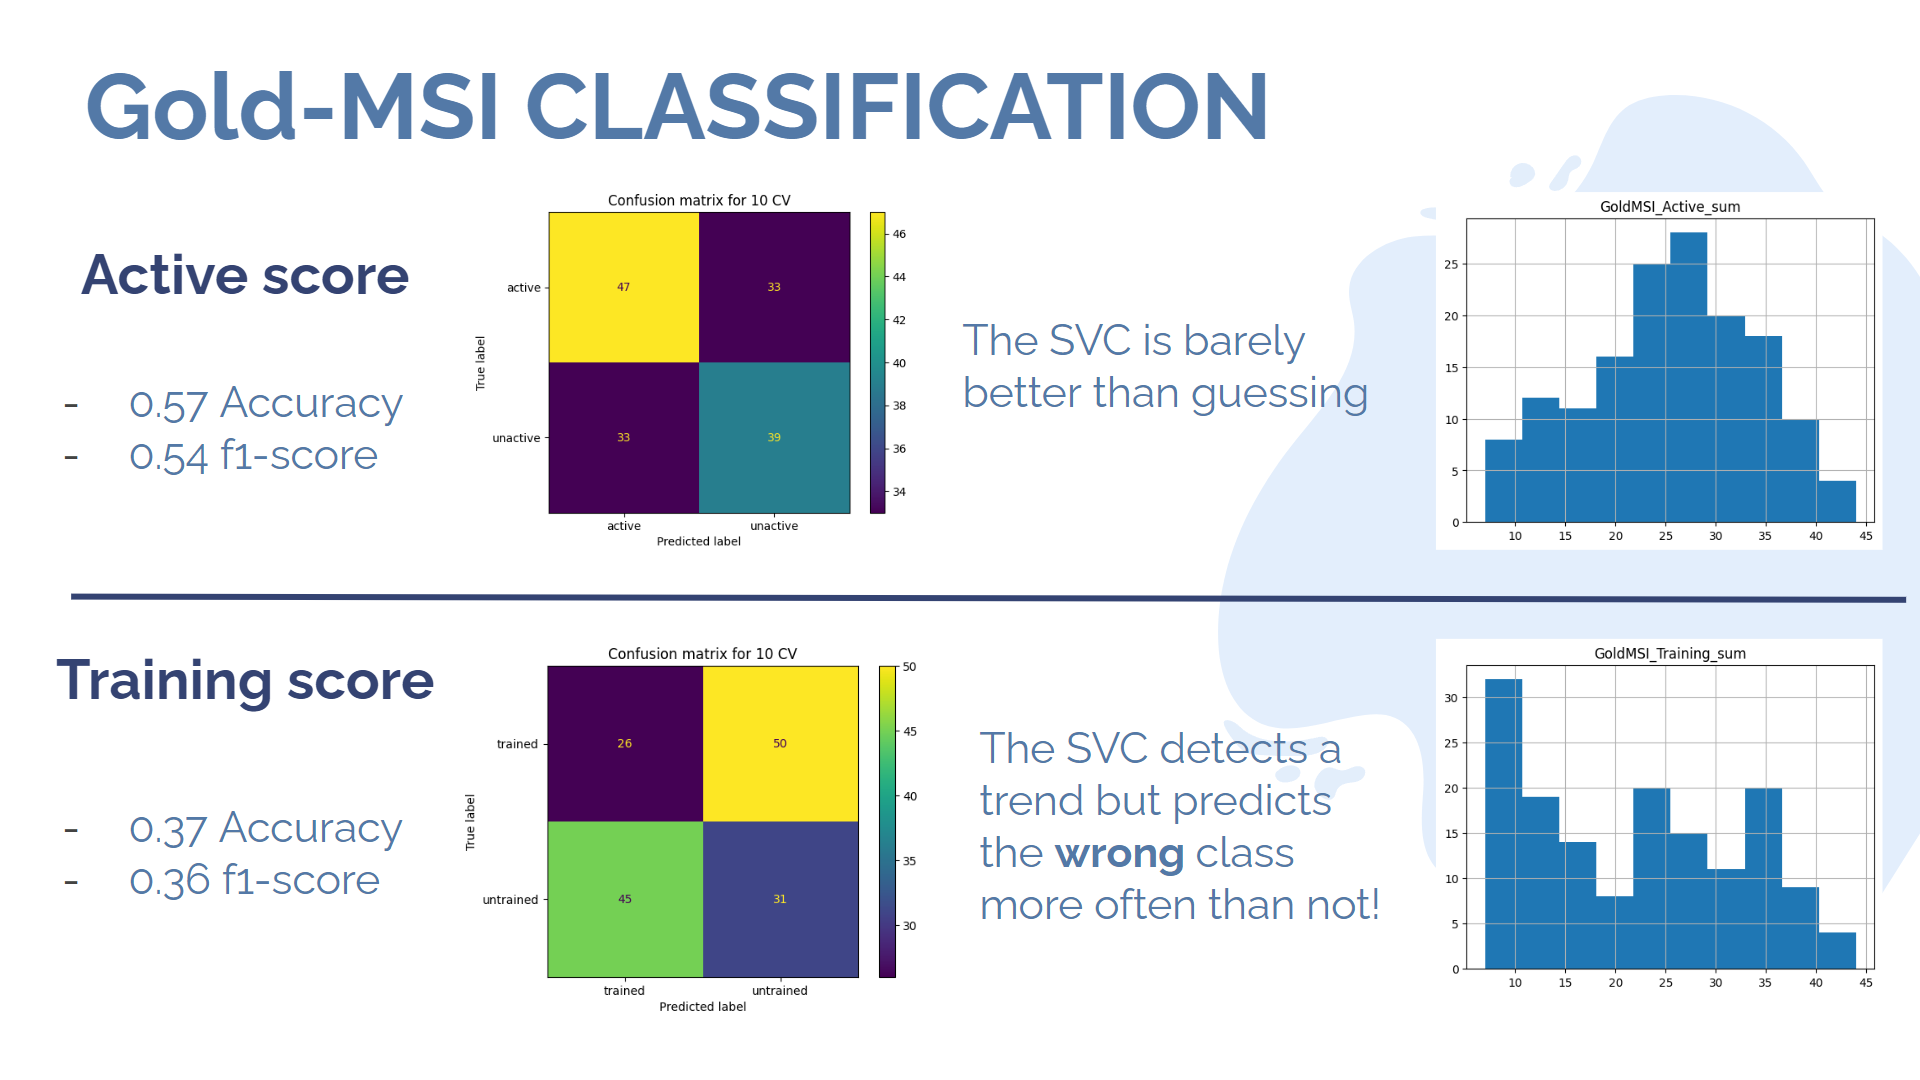 Gold-MSI CLASSIFICATION
Active score
- 0.57 Accuracy
- 0.54 f1-score
Confusion matrix for 10 CV
True label
active
unactive
47 33
33 39
active unactive
Predicted label
46
44
42
40
38
36
34
The SVC is barely
better than guessing
GoldMSI_Active_sum
25
20
15
10
5
0
10 15 20 25 30 35 40 45
Training score
- 0.37 Accuracy
- 0.36 f1-score
Confusion matrix for 10 CV
True label
trained
untrained
26 50
45 31
trained untrained
Predicted label
50
45
40
35
30
The SVC detects a
trend but predicts
the wrong class
more often than not!
GoldMSI_Training_sum
30
25
20
15
10
5
0
10 15 20 25 30 35 40 45